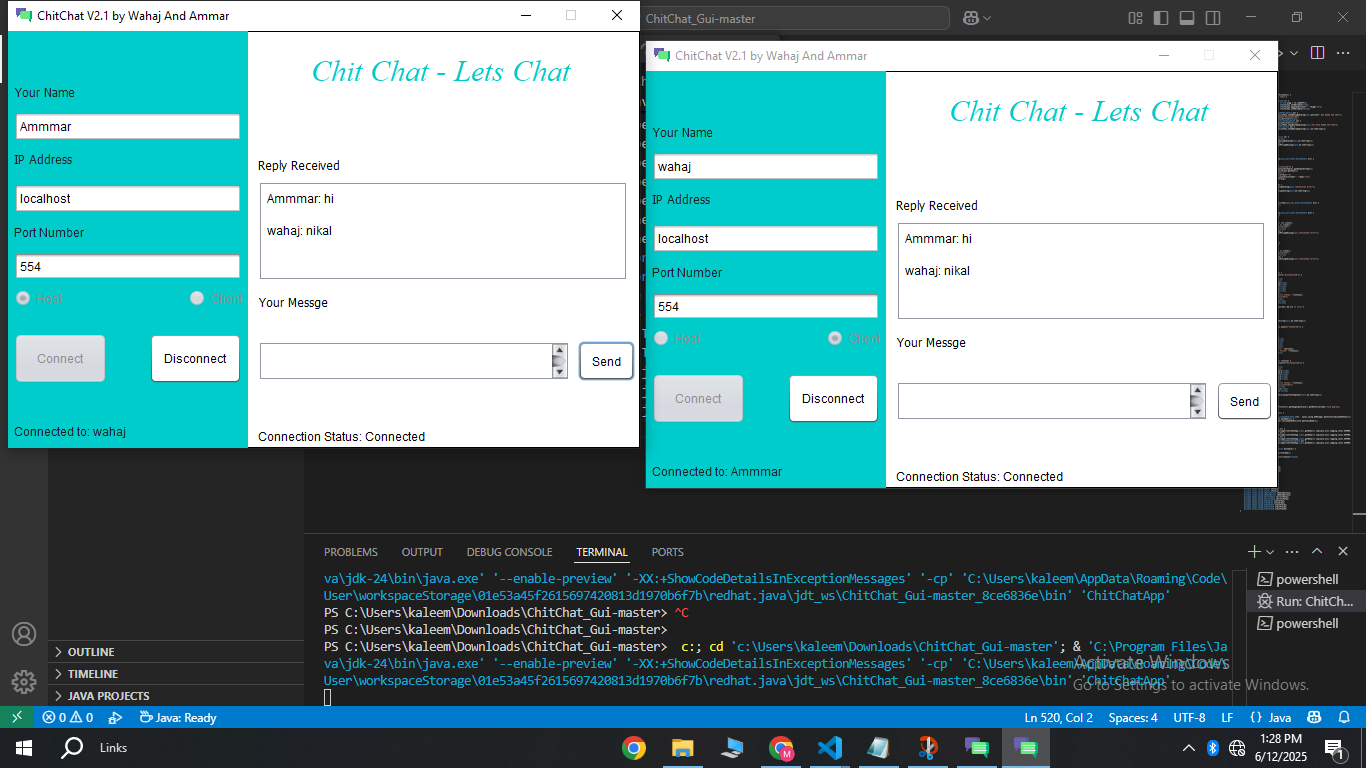 ChitChat V2.1 by Wahaj And Ammar
Chit Chat - Lets Chat
Your Name
Ammmar
IP Address
localhost
Port Number
554
Host
Client
Connect
Disconnect
Connected to: wahaj
Reply Received
Ammmar: hi
wahaj: nikal
Your Messge
Send
Connection Status: Connected
ChitChat_Gui-master
ChitChat V2.1 by Wahaj And Ammar
Chit Chat - Lets Chat
Your Name
wahaj
IP Address
localhost
Port Number
554
Host
Client
Connect
Disconnect
Connected to: Ammmar
Reply Received
Ammmar: hi
wahaj: nikal
Your Messge
Send
Connection Status: Connected
PROBLEMS OUTPUT DEBUG CONSOLE TERMINAL PORTS
va\jdk-24\bin\java.exe' '--enable-preview' '-XX:+ShowCodeDetailsInExceptionMessages' '-cp' 'C:\Users\kaleem\AppData\Roaming\Code\
User\workspaceStorage\01e53a45f2615697420813d1970b6f7b\redhat.java\jdt_ws\ChitChat_Gui-master_8ce6836e\bin' 'ChitChatApp'
PS C:\Users\kaleem\Downloads\ChitChat_Gui-master> ^C
PS C:\Users\kaleem\Downloads\ChitChat_Gui-master>
PS C:\Users\kaleem\Downloads\ChitChat_Gui-master> c:; cd 'c:\Users\kaleem\Downloads\ChitChat_Gui-master'; & 'C:\Program Files\Ja
va\jdk-24\bin\java.exe' '--enable-preview' '-XX:+ShowCodeDetailsInExceptionMessages' '-cp' 'C:\Users\kaleem\AppData\Roaming\Code\
User\workspaceStorage\01e53a45f2615697420813d1970b6f7b\redhat.java\jdt_ws\ChitChat_Gui-master_8ce6836e\bin' 'ChitChatApp'
powershell
Run: ChitCh...
powershell
Activate Windows
Go to Settings to activate Windows.
OUTLINE
TIMELINE
JAVA PROJECTS
0 0 Java: Ready
Ln 520, Col 2 Spaces: 4 UTF-8 LF {} Java
Links
1:28 PM
6/12/2025
1